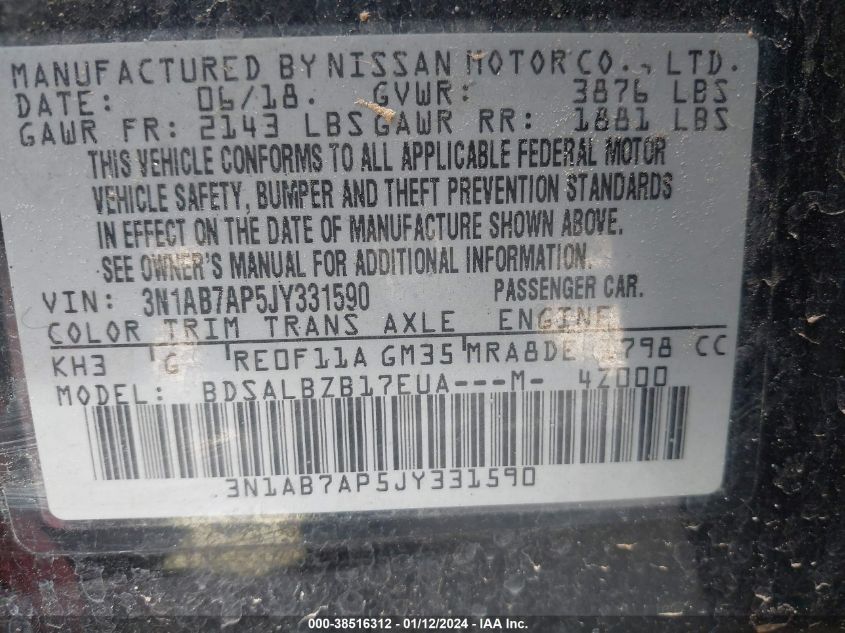 MANUFACTURED BY NISSAN MOTOR CO., LTD.
DATE: 06/18. GVWR: 3876 LBS
GAWR FR: 2143 LBS GAWR RR: 1881 LBS
THIS VEHICLE CONFORMS TO ALL APPLICABLE FEDERAL MOTOR
VEHICLE SAFETY, BUMPER AND THEFT PREVENTION STANDARDS
IN EFFECT ON THE DATE OF MANUFACTURE SHOWN ABOVE.
SEE OWNER'S MANUAL FOR ADDITIONAL INFORMATION.
VIN: 3N1AB7AP5JY331590 PASSENGER CAR.
COLOR TRIM TRANS AXLE ENGINE
KH3 G RE0F11A GM35 MRA8DE 1798 CC
MODEL: BDSALBZB17EUA---M- 42000
3N1AB7AP5JY331590
000-38516312 - 01/12/2024 - IAA Inc.